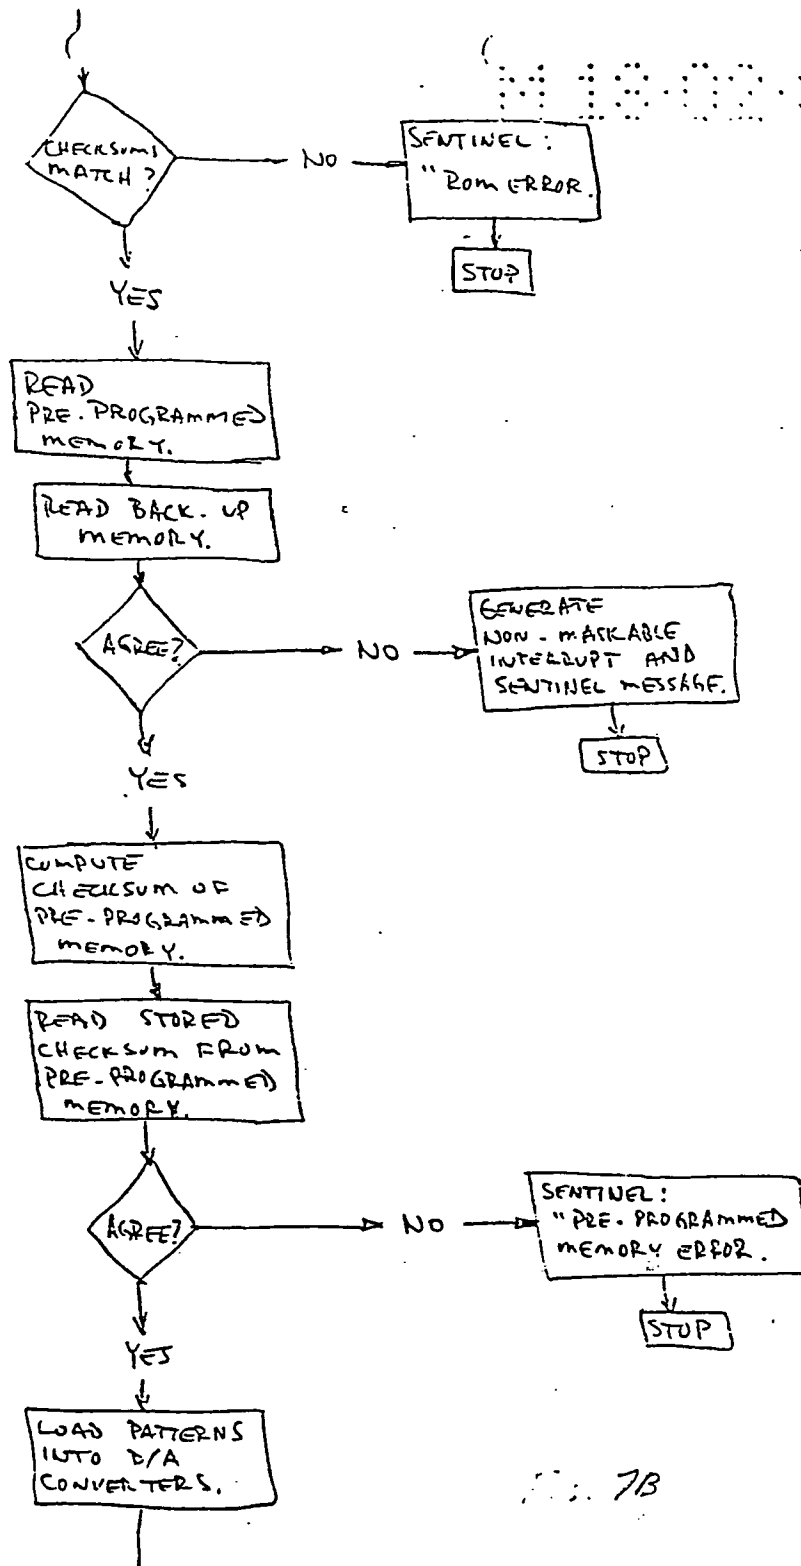 M 18·02·
CHECKSUMS
MATCH?
NO
SENTINEL:
"ROM ERROR.
STOP
YES
READ
PRE-PROGRAMMED
MEMORY.
READ BACK-UP
MEMORY.
AGREE?
NO
GENERATE
NON-MASKABLE
INTERRUPT AND
SENTINEL MESSAGE.
STOP
YES
COMPUTE
CHECKSUM OF
PRE-PROGRAMMED
MEMORY.
READ STORED
CHECKSUM FROM
PRE-PROGRAMMED
MEMORY.
AGREE?
NO
SENTINEL:
"PRE-PROGRAMMED
MEMORY ERROR.
STOP
YES
LOAD PATTERNS
INTO D/A
CONVERTERS.
7B